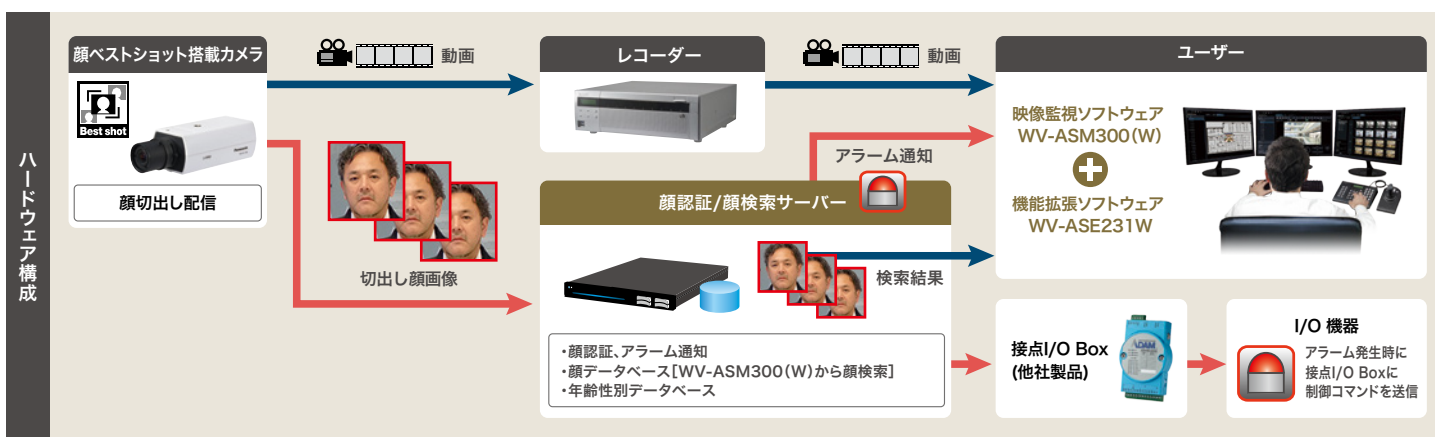 ハードウェア構成
顔ベストショット搭載カメラ
Best shot
Panasonic
顔切出し配信
動画
切出し顔画像
レコーダー
動画
アラーム通知
顔認証/顔検索サーバー
検索結果
・顔認証、アラーム通知
・顔データベース[WV-ASM300(W)から顔検索]
・年齢性別データベース
ユーザー
映像監視ソフトウェア
WV-ASM300(W)
機能拡張ソフトウェア
WV-ASE231W
接点I/O Box
(他社製品)
ADAM
I/O 機器
アラーム発生時に
接点I/O Boxに
制御コマンドを送信